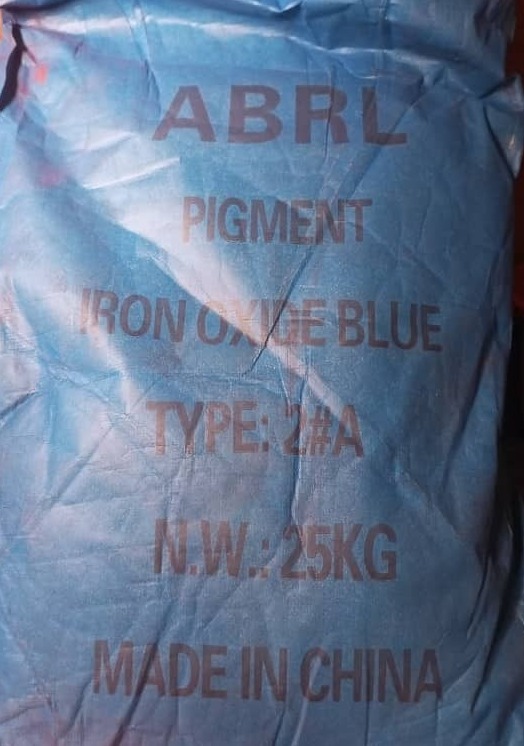 ABRL
PIGMENT
IRON OXIDE BLUE
TYPE: 2#A
N.W.: 25KG
MADE IN CHINA